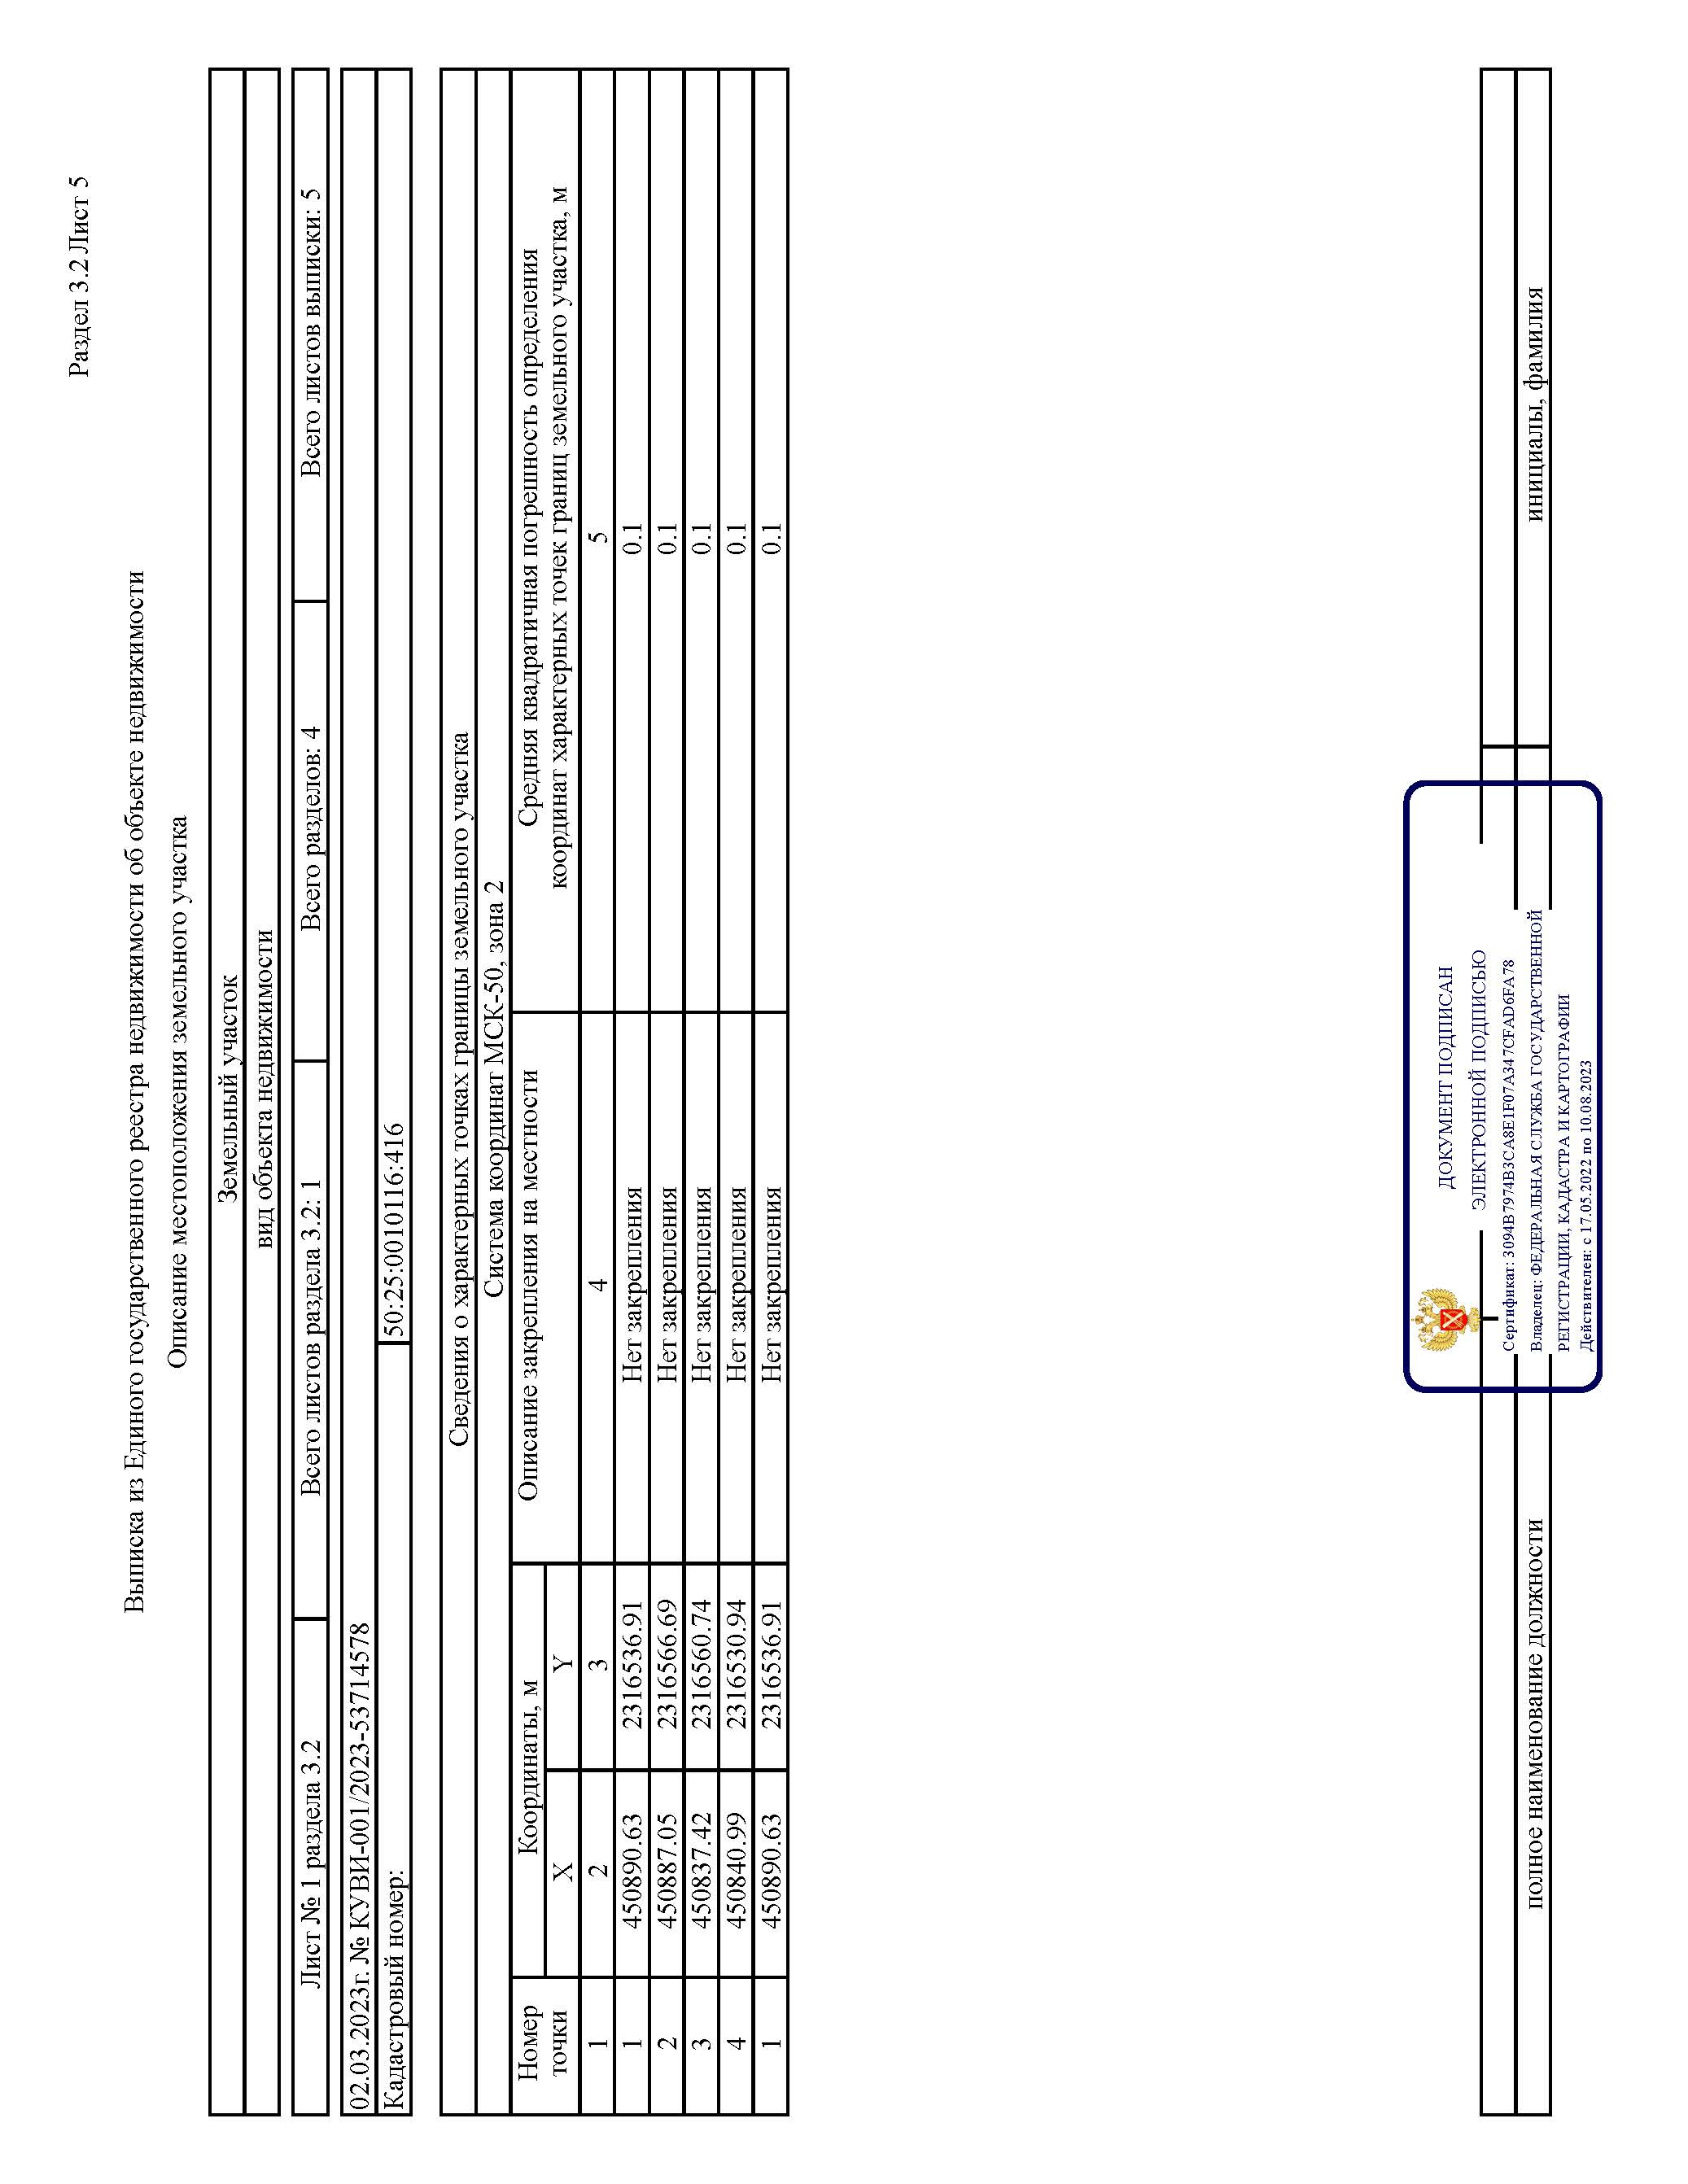 Раздел 3.2 Лист 5
Выписка из Единого государственного реестра недвижимости об объекте недвижимости
Описание местоположения земельного участка
Земельный участок
вид объекта недвижимости
Лист № 1 раздела 3.2 Всего листов раздела 3.2: 1 Всего разделов: 4 Всего листов выписки: 5
02.03.2023г. № КУВИ-001/2023-53714578
Кадастровый номер: 50:25:0010116:416
Сведения о характерных точках границы земельного участка
Система координат МСК-50, зона 2
Номер точки Координаты, м Описание закрепления на местности Средняя квадратичная погрешность определения
координат характерных точек границ земельного участка, м
X Y
1 2 3 4 5
1 450890.63 2316536.91 Нет закрепления 0.1
2 450887.05 2316566.69 Нет закрепления 0.1
3 450837.42 2316560.74 Нет закрепления 0.1
4 450840.99 2316530.94 Нет закрепления 0.1
1 450890.63 2316536.91 Нет закрепления 0.1
ДОКУМЕНТ ПОДПИСАН
ЭЛЕКТРОННОЙ ПОДПИСЬЮ
Сертификат: 3094B7974B3CA8E1F07A347CFAD6FA78
Владелец: ФЕДЕРАЛЬНАЯ СЛУЖБА ГОСУДАРСТВЕННОЙ
РЕГИСТРАЦИИ, КАДАСТРА И КАРТОГРАФИИ
Действителен: с 17.05.2022 по 10.08.2023
полное наименование должности инициалы, фамилия